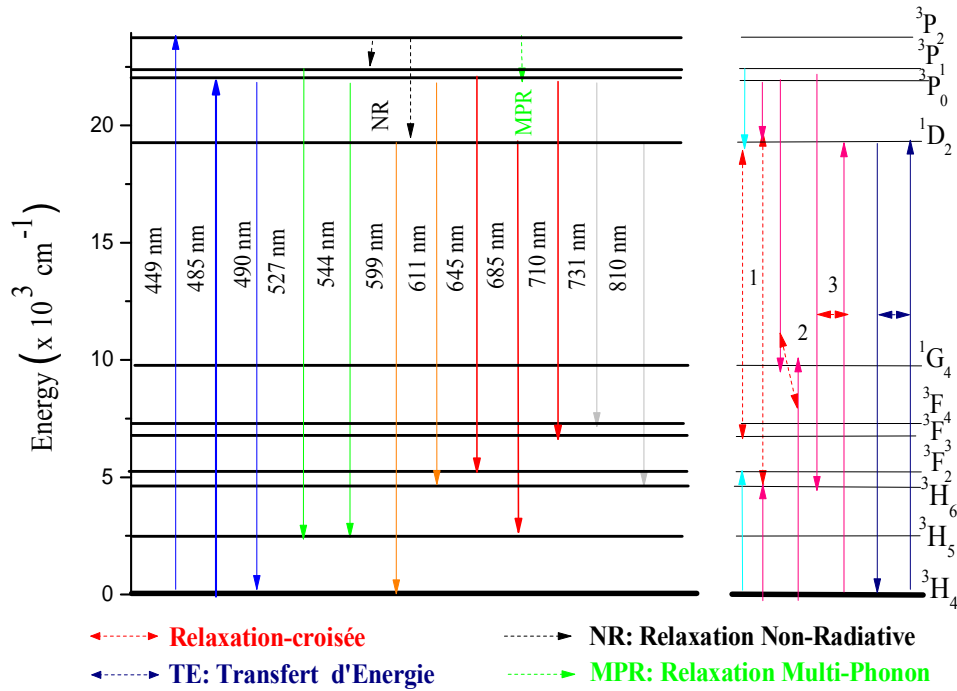 Energy ( x 10³ cm⁻¹ )
20
15
10
5
0
449 nm
485 nm
490 nm
527 nm
544 nm
599 nm
611 nm
645 nm
685 nm
710 nm
731 nm
810 nm
NR
MPR
1
2
3
³P₂
³P₁
³P₀
¹D₂
¹G₄
³F₄
³F₃
³F₂
³H₆
³H₅
³H₄
Relaxation-croisée
NR: Relaxation Non-Radiative
TE: Transfert d'Energie
MPR: Relaxation Multi-Phonon